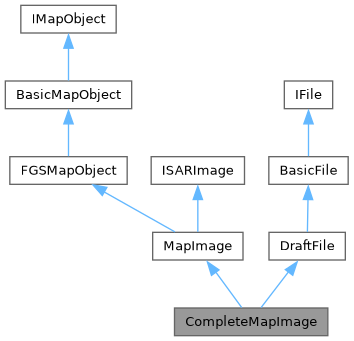 IMapObject
BasicMapObject
IFile
FGSMapObject
ISARImage
BasicFile
MapImage
DraftFile
CompleteMapImage